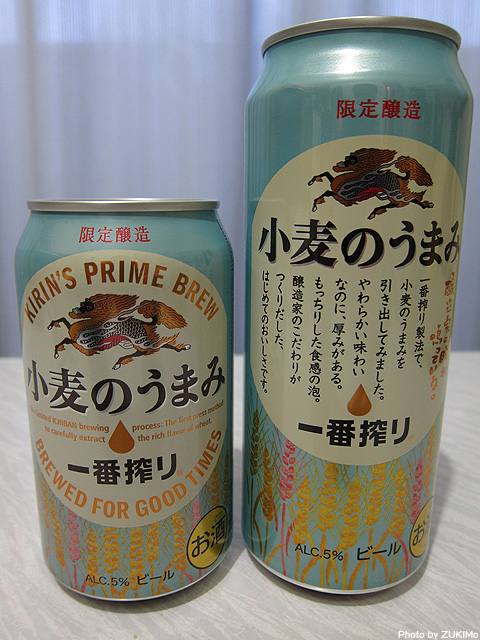 限定醸造
KIRIN'S PRIME BREW
小麦のうまみ
process: The first press method
to carefully extract
the rich flavor of wheat.
一番搾り
BREWED FOR GOOD TIMES
お酒
ALC.5% ビール
限定醸造
小麦のうまみ
一番搾り製法で、
小麦のうまみを
引き出してみました。
やわらかい味わい
なのに、厚みがある。
もっちりした食感の泡。
醸造家のこだわりが
つくりだした、
はじめてのおいしさです。
一番搾り
ALC.5% ビール
お
Photo by ZUKIMo